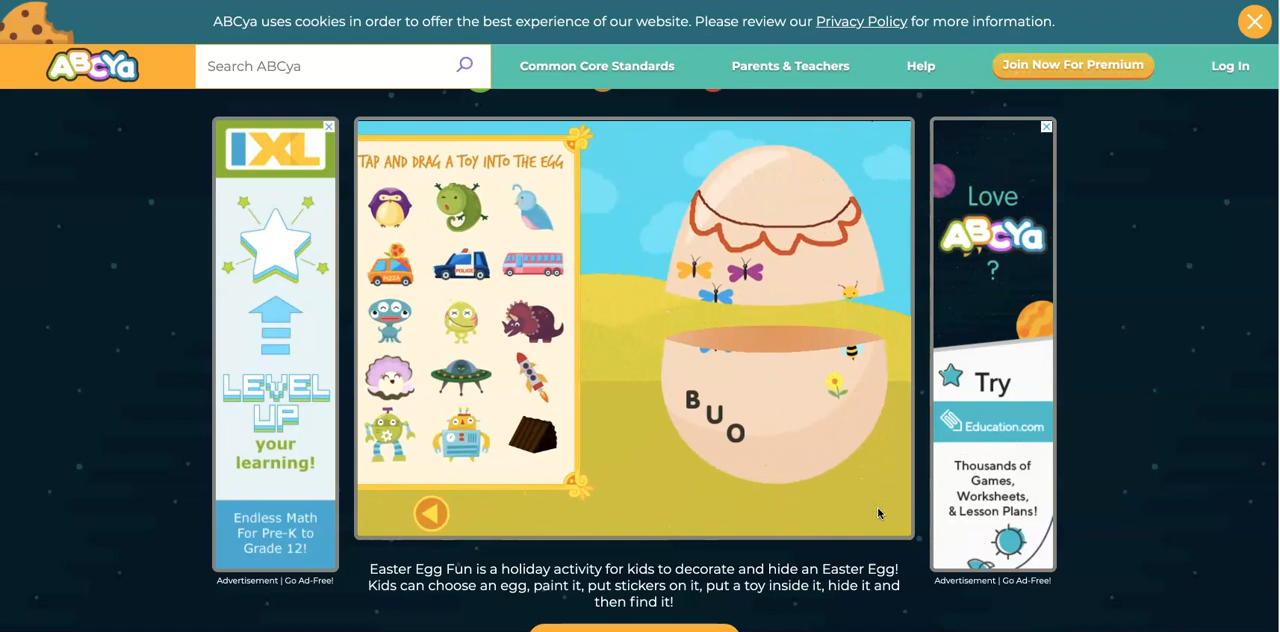 ABCya uses cookies in order to offer the best experience of our website. Please review our Privacy Policy for more information.
ABCya
Search ABCya
Common Core Standards
Parents & Teachers
Help
Join Now For Premium
Log In
IXL
LEVEL
UP
your
learning!
Endless Math
For Pre-K to
Grade 12!
Advertisement | Go Ad-Free!
TAP AND DRAG A TOY INTO THE EGG
PIZZA
POLICE
B
U
O
Love
ABCya
?
Try
Education.com
Thousands of
Games,
Worksheets,
& Lesson Plans!
Advertisement | Go Ad-Free!
Easter Egg Fun is a holiday activity for kids to decorate and hide an Easter Egg!
Kids can choose an egg, paint it, put stickers on it, put a toy inside it, hide it and
then find it!